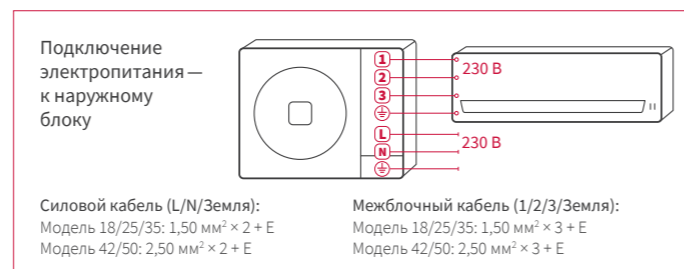 Подключение
электропитания —
к наружному
блоку
1
2
3
L
N
230 В
230 В
Силовой кабель (L/N/Земля):
Модель 18/25/35: 1,50 мм² × 2 + E
Модель 42/50: 2,50 мм² × 2 + E
Межблочный кабель (1/2/3/Земля):
Модель 18/25/35: 1,50 мм² × 3 + E
Модель 42/50: 2,50 мм² × 3 + E